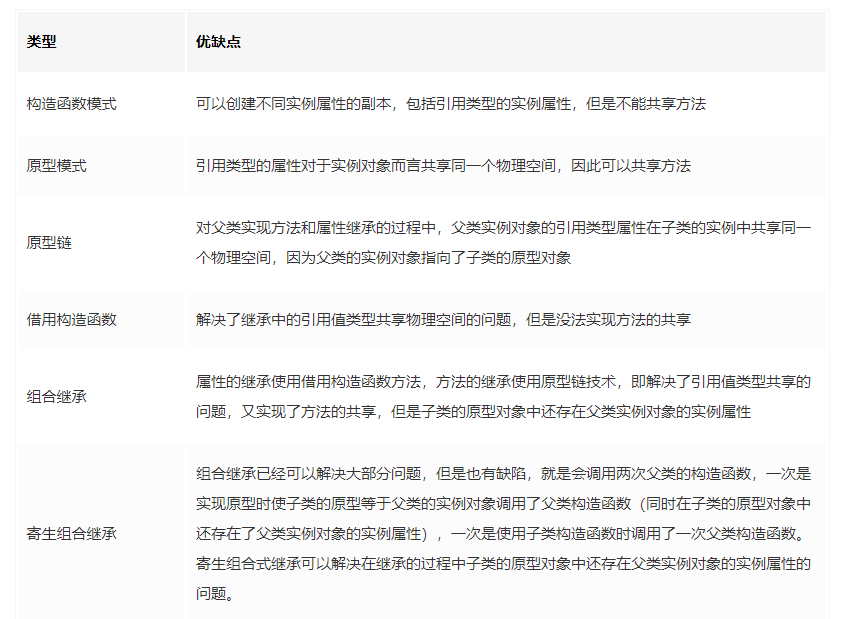 类型 优缺点
构造函数模式 可以创建不同实例属性的副本，包括引用类型的实例属性，但是不能共享方法
原型模式 引用类型的属性对于实例对象而言共享同一个物理空间，因此可以共享方法
原型链 对父类实现方法和属性继承的过程中，父类实例对象的引用类型属性在子类的实例中共享同一
个物理空间，因为父类的实例对象指向了子类的原型对象
借用构造函数 解决了继承中的引用值类型共享物理空间的问题，但是没法实现方法的共享
组合继承 属性的继承使用借用构造函数方法，方法的继承使用原型链技术，即解决了引用值类型共享的
问题，又实现了方法的共享，但是子类的原型对象中还存在父类实例对象的实例属性
寄生组合继承 组合继承已经可以解决大部分问题，但是也有缺陷，就是会调用两次父类的构造函数，一次是
实现原型时使子类的原型等于父类的实例对象调用了父类构造函数（同时在子类的原型对象中
还存在了父类实例对象的实例属性），一次是使用子类构造函数时调用了一次父类构造函数。
寄生组合式继承可以解决在继承的过程中子类的原型对象中还存在父类实例对象的实例属性的
问题。